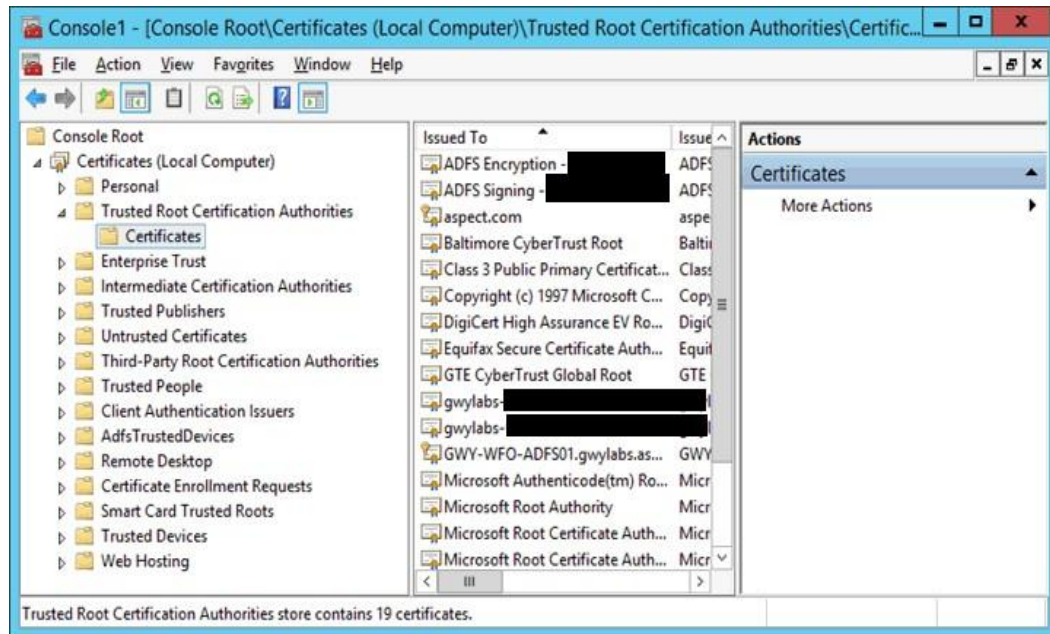 Console1 - [Console Root\Certificates (Local Computer)\Trusted Root Certification Authorities\Certific...
File Action View Favorites Window Help
Console Root
Certificates (Local Computer)
Personal
Trusted Root Certification Authorities
Certificates
Enterprise Trust
Intermediate Certification Authorities
Trusted Publishers
Untrusted Certificates
Third-Party Root Certification Authorities
Trusted People
Client Authentication Issuers
AdfsTrustedDevices
Remote Desktop
Certificate Enrollment Requests
Smart Card Trusted Roots
Trusted Devices
Web Hosting
Issued To Issue
ADFS Encryption - ADFS
ADFS Signing - ADFS
aspect.com aspe
Baltimore CyberTrust Root Balti
Class 3 Public Primary Certificat... Class
Copyright (c) 1997 Microsoft C... Copy
DigiCert High Assurance EV Ro... Digi
Equifax Secure Certificate Auth... Equif
GTE CyberTrust Global Root GTE
gwylabs-
gwylabs-
GWY-WFO-ADFS01.gwylabs.as... GWY
Microsoft Authenticode(tm) Ro... Micr
Microsoft Root Authority Micr
Microsoft Root Certificate Auth... Micr
Microsoft Root Certificate Auth... Micr
Actions
Certificates
More Actions
Trusted Root Certification Authorities store contains 19 certificates.